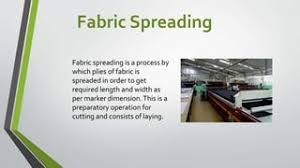 Fabric Spreading
Fabric spreading is a process by
which plies of fabric is
spreaded in order to get
required length and width as
per marker dimension. This is a
preparatory operation for
cutting and consists of laying.